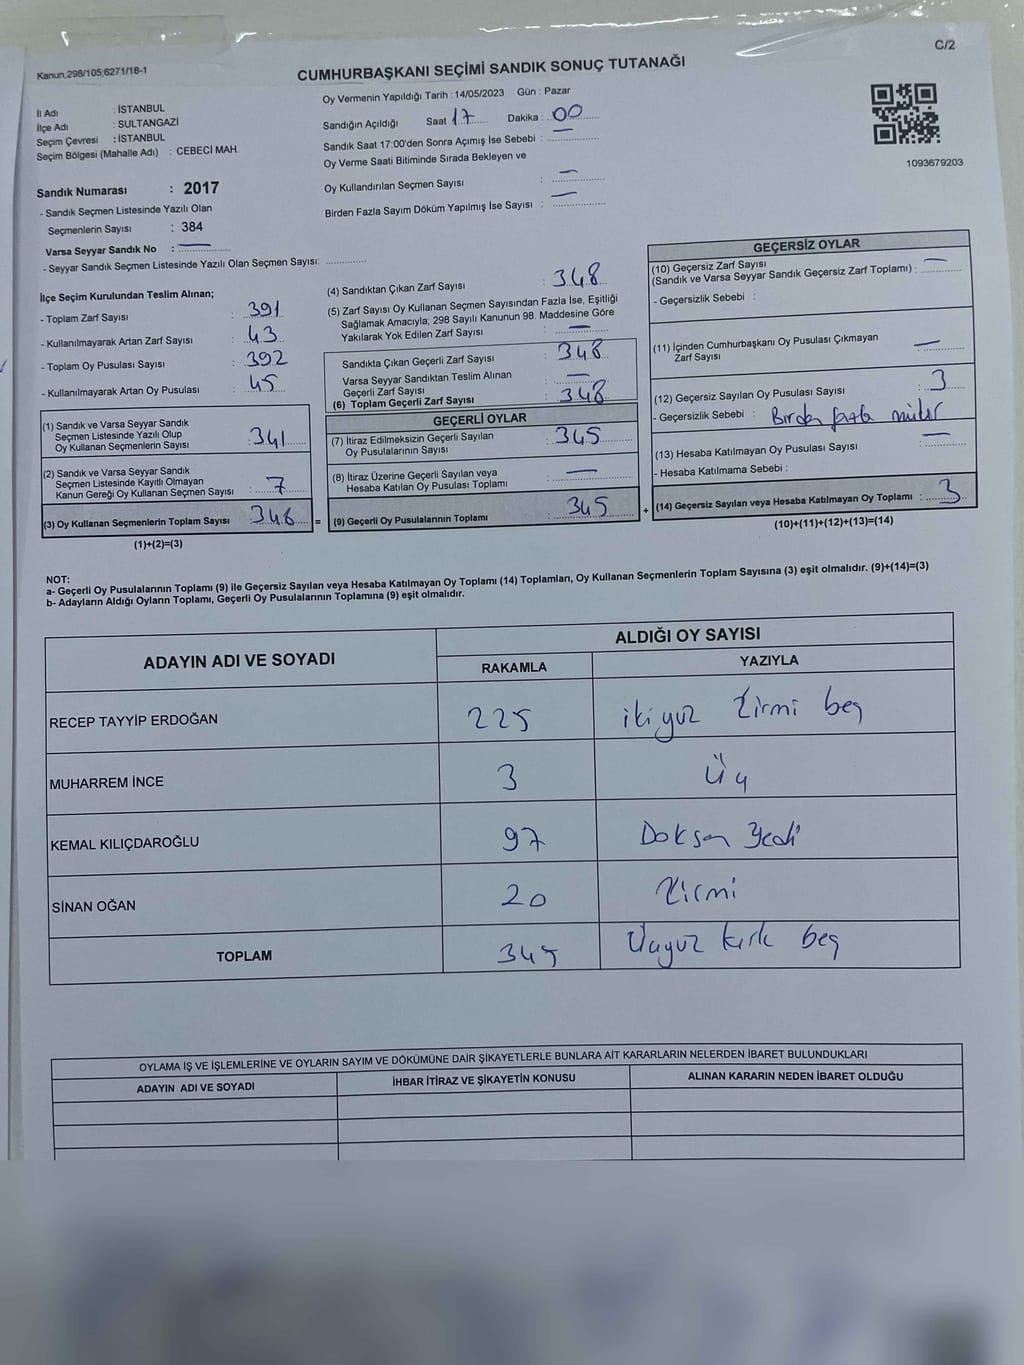 Kanun,298/105,6271/18-1
C/2
CUMHURBAŞKANI SEÇİMİ SANDIK SONUÇ TUTANAĞI
İl Adı : İSTANBUL
İlçe Adı : SULTANGAZİ
Seçim Çevresi : İSTANBUL
Seçim Bölgesi (Mahalle Adı) : CEBECİ MAH.
Oy Vermenin Yapıldığı Tarih : 14/05/2023 Gün : Pazar
Sandığın Açıldığı Saat 17 Dakika : 00
Sandık Saat 17:00'den Sonra Açımış İse Sebebi : —
Oy Verme Saati Bitiminde Sırada Bekleyen ve
Oy Kullandırılan Seçmen Sayısı : —
Birden Fazla Sayım Döküm Yapılmış İse Sayısı : —
1093679203
Sandık Numarası : 2017
- Sandık Seçmen Listesinde Yazılı Olan
Seçmenlerin Sayısı : 384
Varsa Seyyar Sandık No : —
- Seyyar Sandık Seçmen Listesinde Yazılı Olan Seçmen Sayısı:
İlçe Seçim Kurulundan Teslim Alınan;
- Toplam Zarf Sayısı : 391
- Kullanılmayarak Artan Zarf Sayısı : 43
- Toplam Oy Pusulası Sayısı : 392
- Kullanılmayarak Artan Oy Pusulası : 45
(1) Sandık ve Varsa Seyyar Sandık
Seçmen Listesinde Yazılı Olup
Oy Kullanan Seçmenlerin Sayısı : 341
(2) Sandık ve Varsa Seyyar Sandık
Seçmen Listesinde Kayıtlı Olmayan
Kanun Gereği Oy Kullanan Seçmen Sayısı : 7
(3) Oy Kullanan Seçmenlerin Toplam Sayısı : 348 =
(1)+(2)=(3)
(4) Sandıktan Çıkan Zarf Sayısı : 348
(5) Zarf Sayısı Oy Kullanan Seçmen Sayısından Fazla İse, Eşitliği
Sağlamak Amacıyla; 298 Sayılı Kanunun 98. Maddesine Göre
Yakılarak Yok Edilen Zarf Sayısı : —
Sandıkta Çıkan Geçerli Zarf Sayısı : 348
Varsa Seyyar Sandıktan Teslim Alınan
Geçerli Zarf Sayısı : —
(6) Toplam Geçerli Zarf Sayısı : 348
GEÇERLİ OYLAR
(7) İtiraz Edilmeksizin Geçerli Sayılan
Oy Pusulalarının Sayısı : 345
(8) İtiraz Üzerine Geçerli Sayılan veya
Hesaba Katılan Oy Pusulası Toplamı : —
(9) Geçerli Oy Pusulalarının Toplamı : 345 +
GEÇERSİZ OYLAR
(10) Geçersiz Zarf Sayısı
(Sandık ve Varsa Seyyar Sandık Geçersiz Zarf Toplamı) : —
- Geçersizlik Sebebi :
(11) İçinden Cumhurbaşkanı Oy Pusulası Çıkmayan
Zarf Sayısı : —
(12) Geçersiz Sayılan Oy Pusulası Sayısı : 3
- Geçersizlik Sebebi : Birden fazla mühür
(13) Hesaba Katılmayan Oy Pusulası Sayısı : —
- Hesaba Katılmama Sebebi :
(14) Geçersiz Sayılan veya Hesaba Katılmayan Oy Toplamı : 3
(10)+(11)+(12)+(13)=(14)
NOT:
a- Geçerli Oy Pusulalarının Toplamı (9) ile Geçersiz Sayılan veya Hesaba Katılmayan Oy Toplamı (14) Toplamları, Oy Kullanan Seçmenlerin Toplam Sayısına (3) eşit olmalıdır. (9)+(14)=(3)
b- Adayların Aldığı Oyların Toplamı, Geçerli Oy Pusulalarının Toplamına (9) eşit olmalıdır.
ADAYIN ADI VE SOYADI
ALDIĞI OY SAYISI
RAKAMLA YAZIYLA
RECEP TAYYİP ERDOĞAN 225 ikiyüz Yirmi beş
MUHARREM İNCE 3 Üç
KEMAL KILIÇDAROĞLU 97 Doksan Yedi
SİNAN OĞAN 20 Yirmi
TOPLAM 345 Üçyüz kırk beş
OYLAMA İŞ VE İŞLEMLERİNE VE OYLARIN SAYIM VE DÖKÜMÜNE DAİR ŞİKAYETLERLE BUNLARA AİT KARARLARIN NELERDEN İBARET BULUNDUKLARI
ADAYIN ADI VE SOYADI İHBAR İTİRAZ VE ŞİKAYETİN KONUSU ALINAN KARARIN NEDEN İBARET OLDUĞU